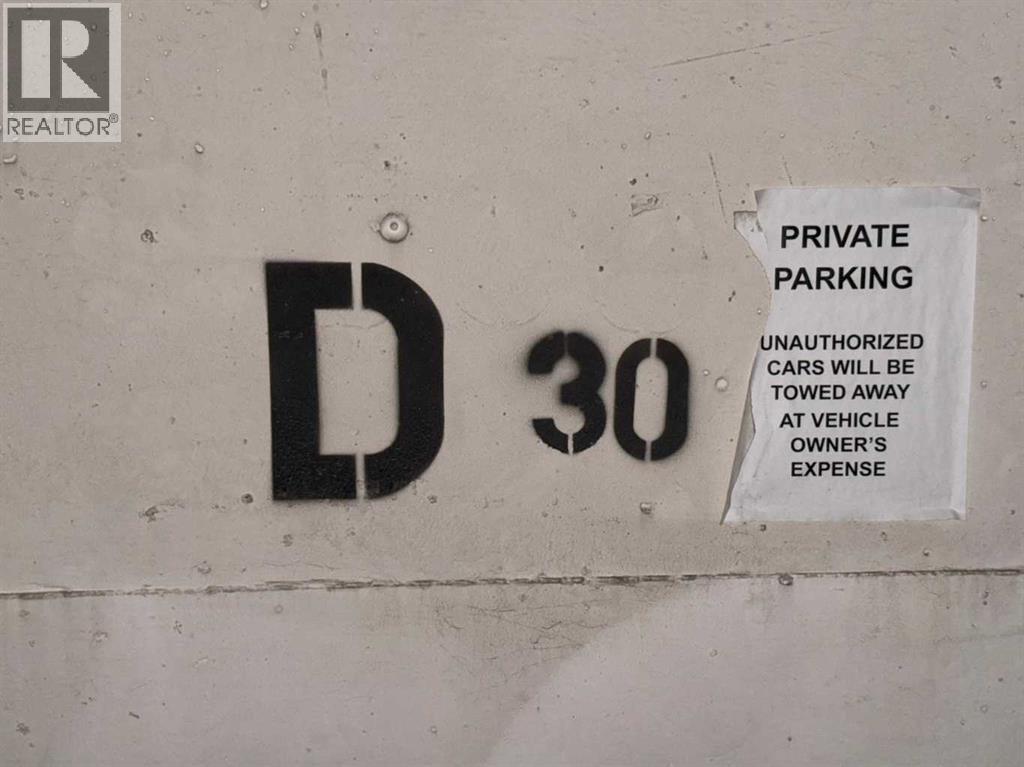 R
REALTOR®
D 30
PRIVATE
PARKING
UNAUTHORIZED
CARS WILL BE
TOWED AWAY
AT VEHICLE
OWNER'S
EXPENSE